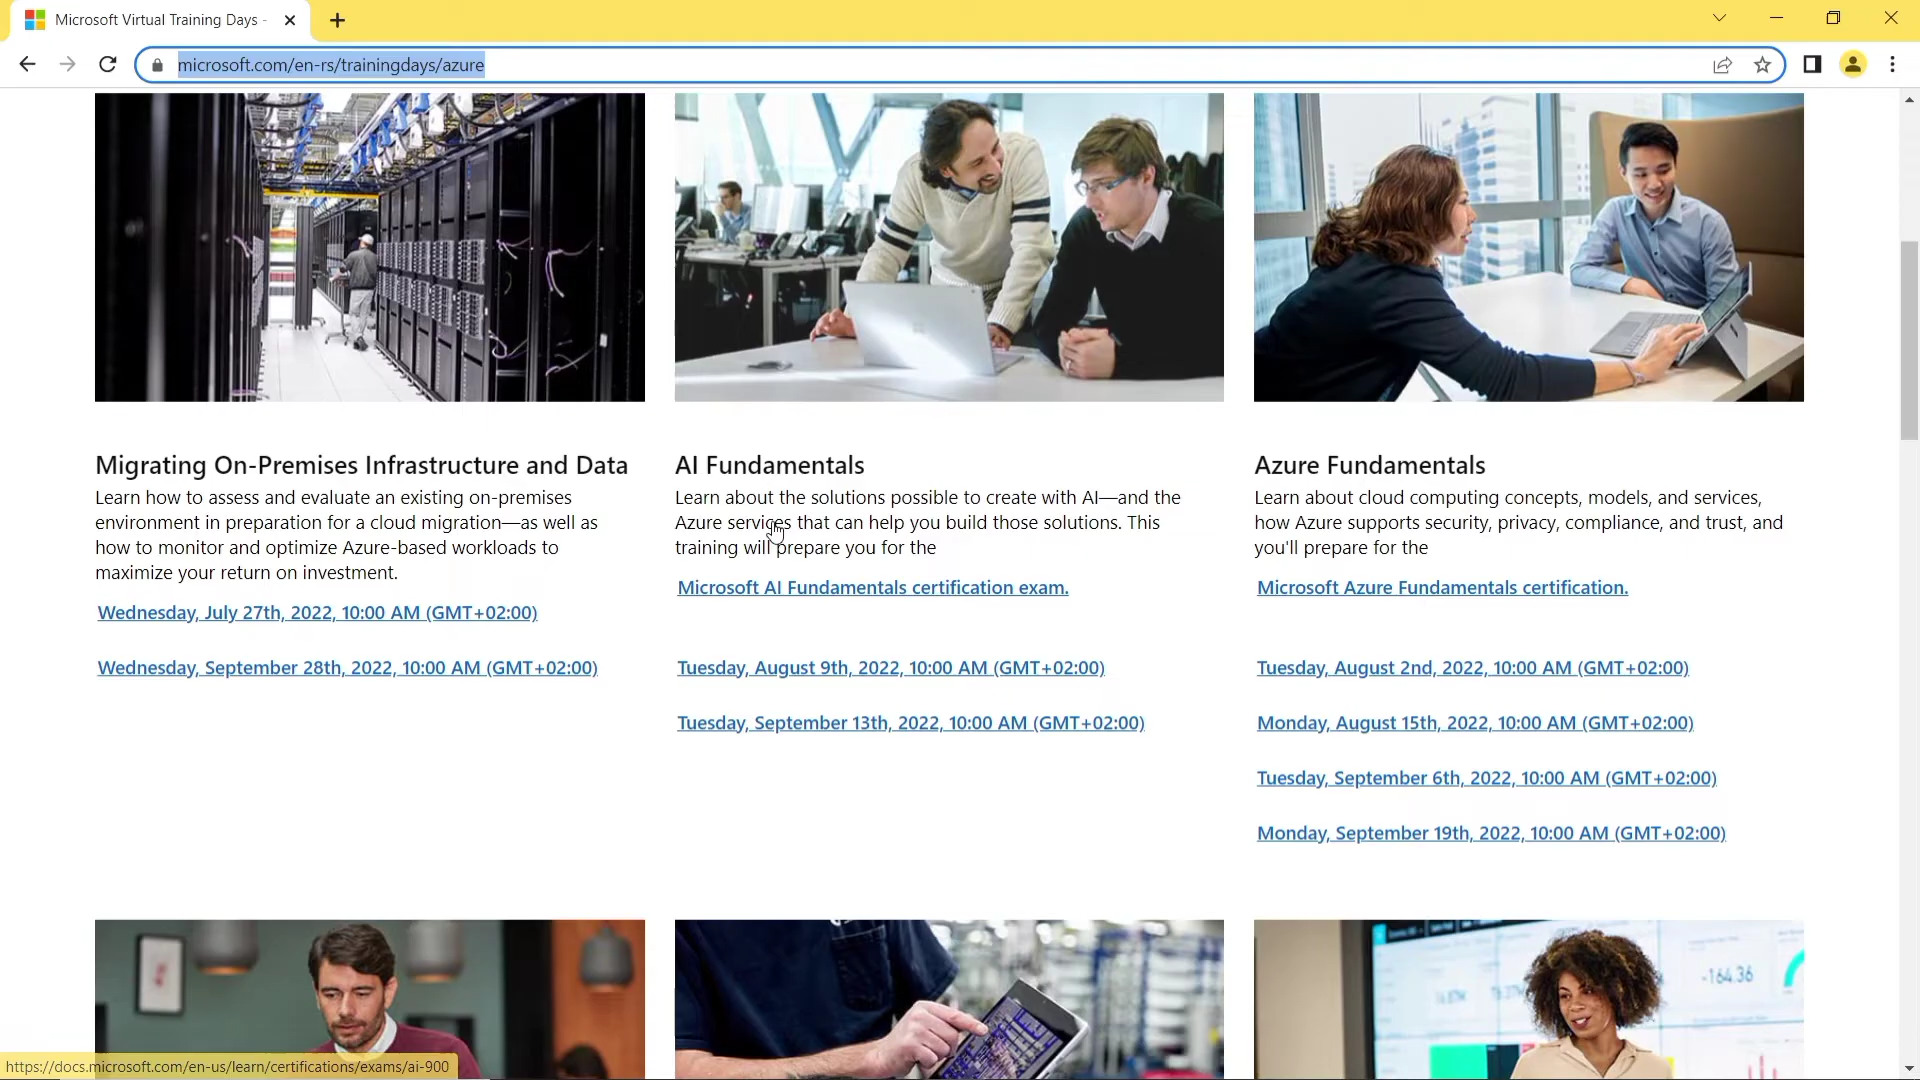 Microsoft Virtual Training Days -
microsoft.com/en-rs/trainingdays/azure
Migrating On-Premises Infrastructure and Data
Learn how to assess and evaluate an existing on-premises
environment in preparation for a cloud migration—as well as
how to monitor and optimize Azure-based workloads to
maximize your return on investment.
Wednesday, July 27th, 2022, 10:00 AM (GMT+02:00)
Wednesday, September 28th, 2022, 10:00 AM (GMT+02:00)
AI Fundamentals
Learn about the solutions possible to create with AI—and the
Azure services that can help you build those solutions. This
training will prepare you for the
Microsoft AI Fundamentals certification exam.
Tuesday, August 9th, 2022, 10:00 AM (GMT+02:00)
Tuesday, September 13th, 2022, 10:00 AM (GMT+02:00)
Azure Fundamentals
Learn about cloud computing concepts, models, and services,
how Azure supports security, privacy, compliance, and trust, and
you'll prepare for the
Microsoft Azure Fundamentals certification.
Tuesday, August 2nd, 2022, 10:00 AM (GMT+02:00)
Monday, August 15th, 2022, 10:00 AM (GMT+02:00)
Tuesday, September 6th, 2022, 10:00 AM (GMT+02:00)
Monday, September 19th, 2022, 10:00 AM (GMT+02:00)
-164.36
https://docs.microsoft.com/en-us/learn/certifications/exams/ai-900